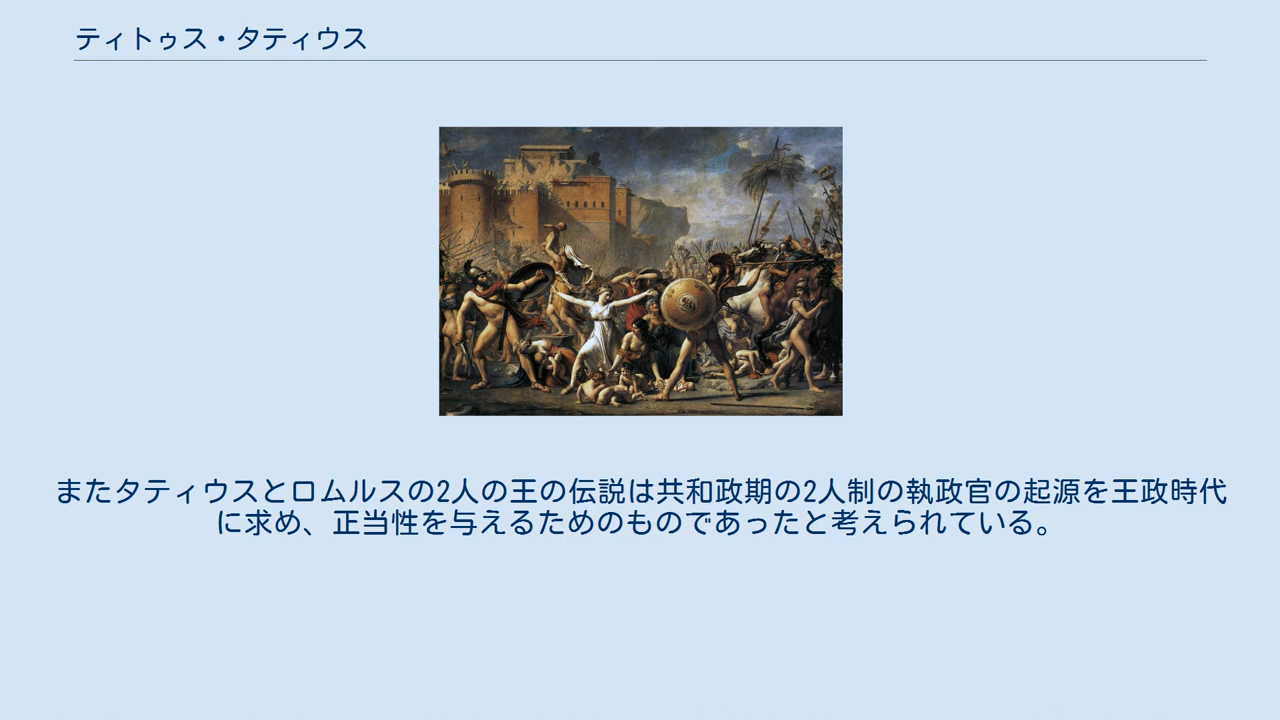 ティトゥス・タティウス
またタティウスとロムルスの2人の王の伝説は共和政期の2人制の執政官の起源を王政時代
に求め、正当性を与えるためのものであったと考えられている。